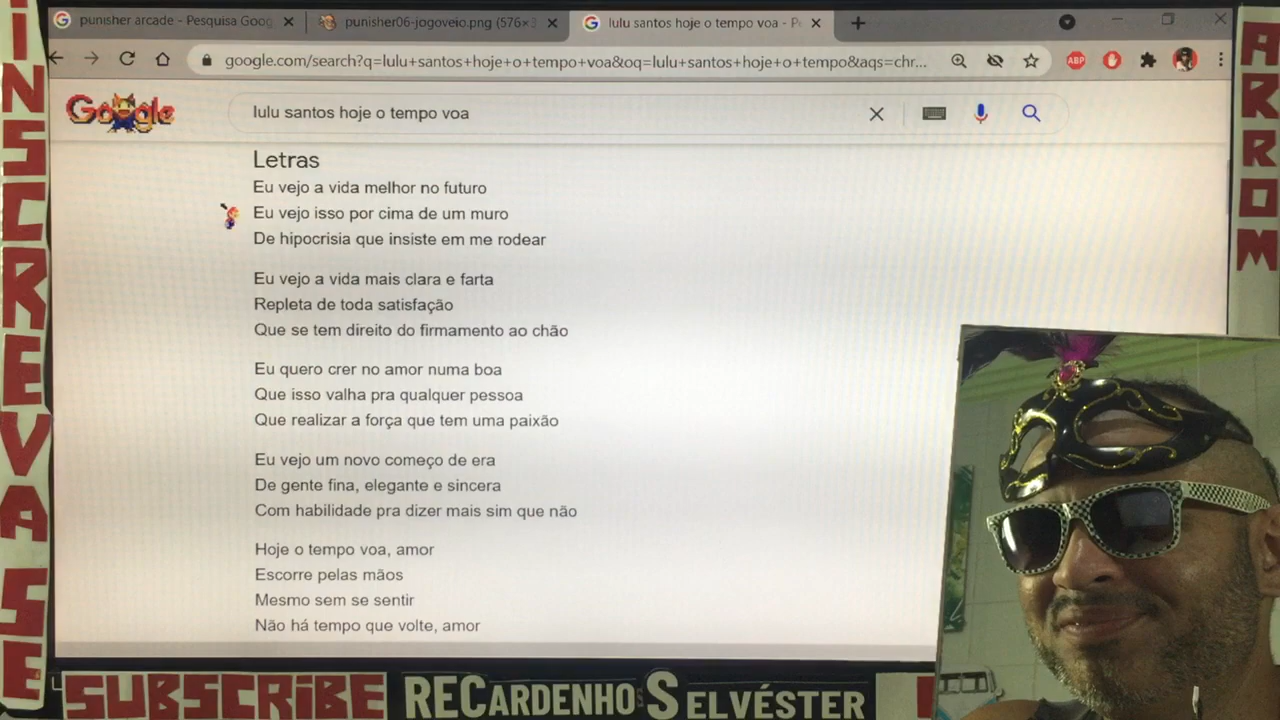 INSCREVA SE
punisher arcade - Pesquisa Goog
punisher06-jogoveio.png (576×3
lulu santos hoje o tempo voa - Pe
google.com/search?q=lulu+santos+hoje+o+tempo+voa&oq=lulu+santos+hoje+o+tempo&aqs=chr...
ABP
Google
lulu santos hoje o tempo voa
Letras
Eu vejo a vida melhor no futuro
Eu vejo isso por cima de um muro
De hipocrisia que insiste em me rodear
Eu vejo a vida mais clara e farta
Repleta de toda satisfação
Que se tem direito do firmamento ao chão
Eu quero crer no amor numa boa
Que isso valha pra qualquer pessoa
Que realizar a força que tem uma paixão
Eu vejo um novo começo de era
De gente fina, elegante e sincera
Com habilidade pra dizer mais sim que não
Hoje o tempo voa, amor
Escorre pelas mãos
Mesmo sem se sentir
Não há tempo que volte, amor
ARROM
SUBSCRIBE
RECARDENHO SELVÉSTER